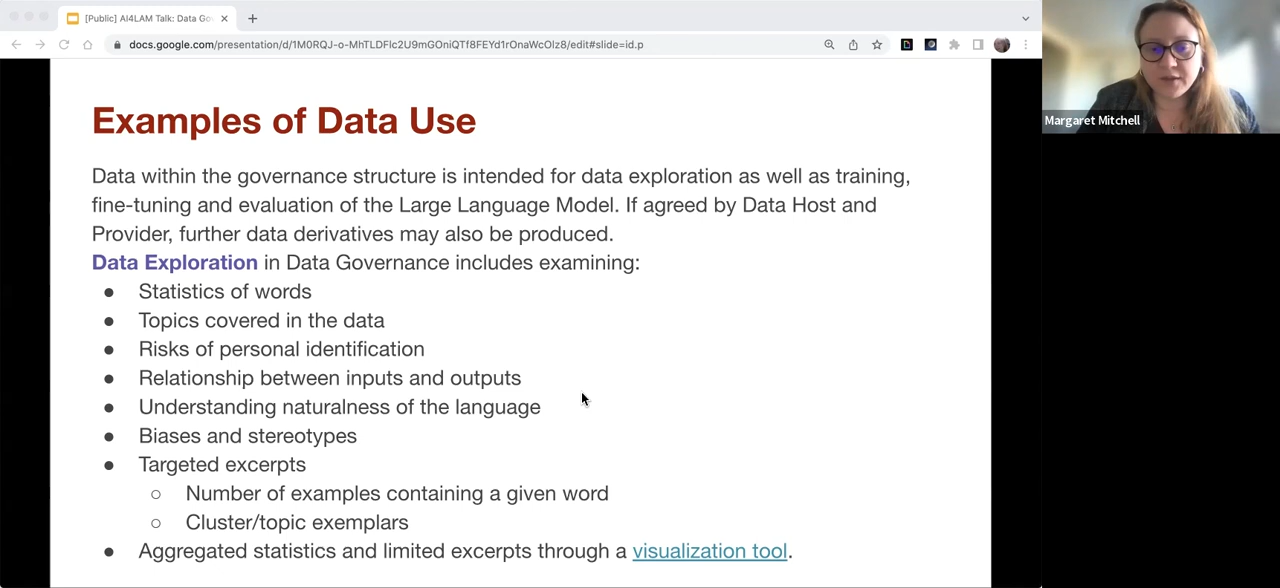 [Public] AI4LAM Talk: Data Go
docs.google.com/presentation/d/1M0RQJ-o-MhTLDFlc2U9mGOniQTf8FEYd1rOnaWcOlz8/edit#slide=id.p
Margaret Mitchell
Examples of Data Use
Data within the governance structure is intended for data exploration as well as training,
fine-tuning and evaluation of the Large Language Model. If agreed by Data Host and
Provider, further data derivatives may also be produced.
Data Exploration in Data Governance includes examining:
● Statistics of words
● Topics covered in the data
● Risks of personal identification
● Relationship between inputs and outputs
● Understanding naturalness of the language
● Biases and stereotypes
● Targeted excerpts
○ Number of examples containing a given word
○ Cluster/topic exemplars
● Aggregated statistics and limited excerpts through a visualization tool.